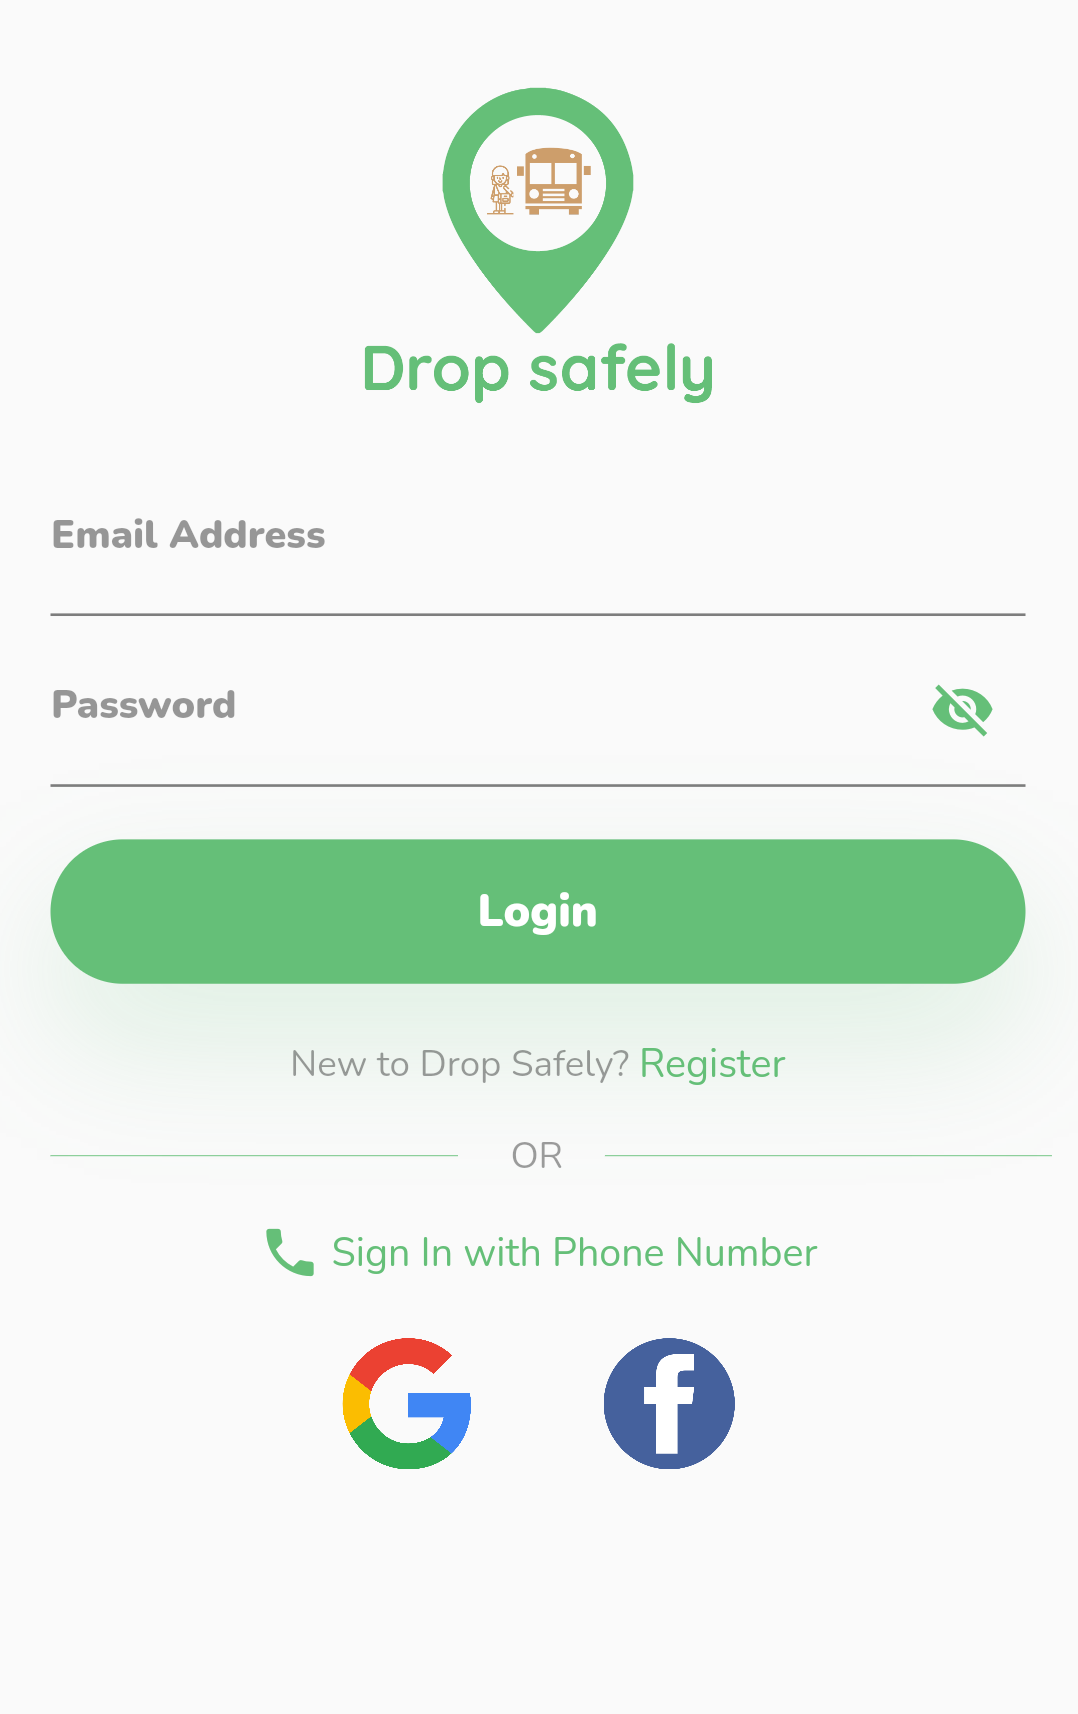 Drop safely
Email Address
Password
Login
New to Drop Safely? Register
OR
Sign In with Phone Number